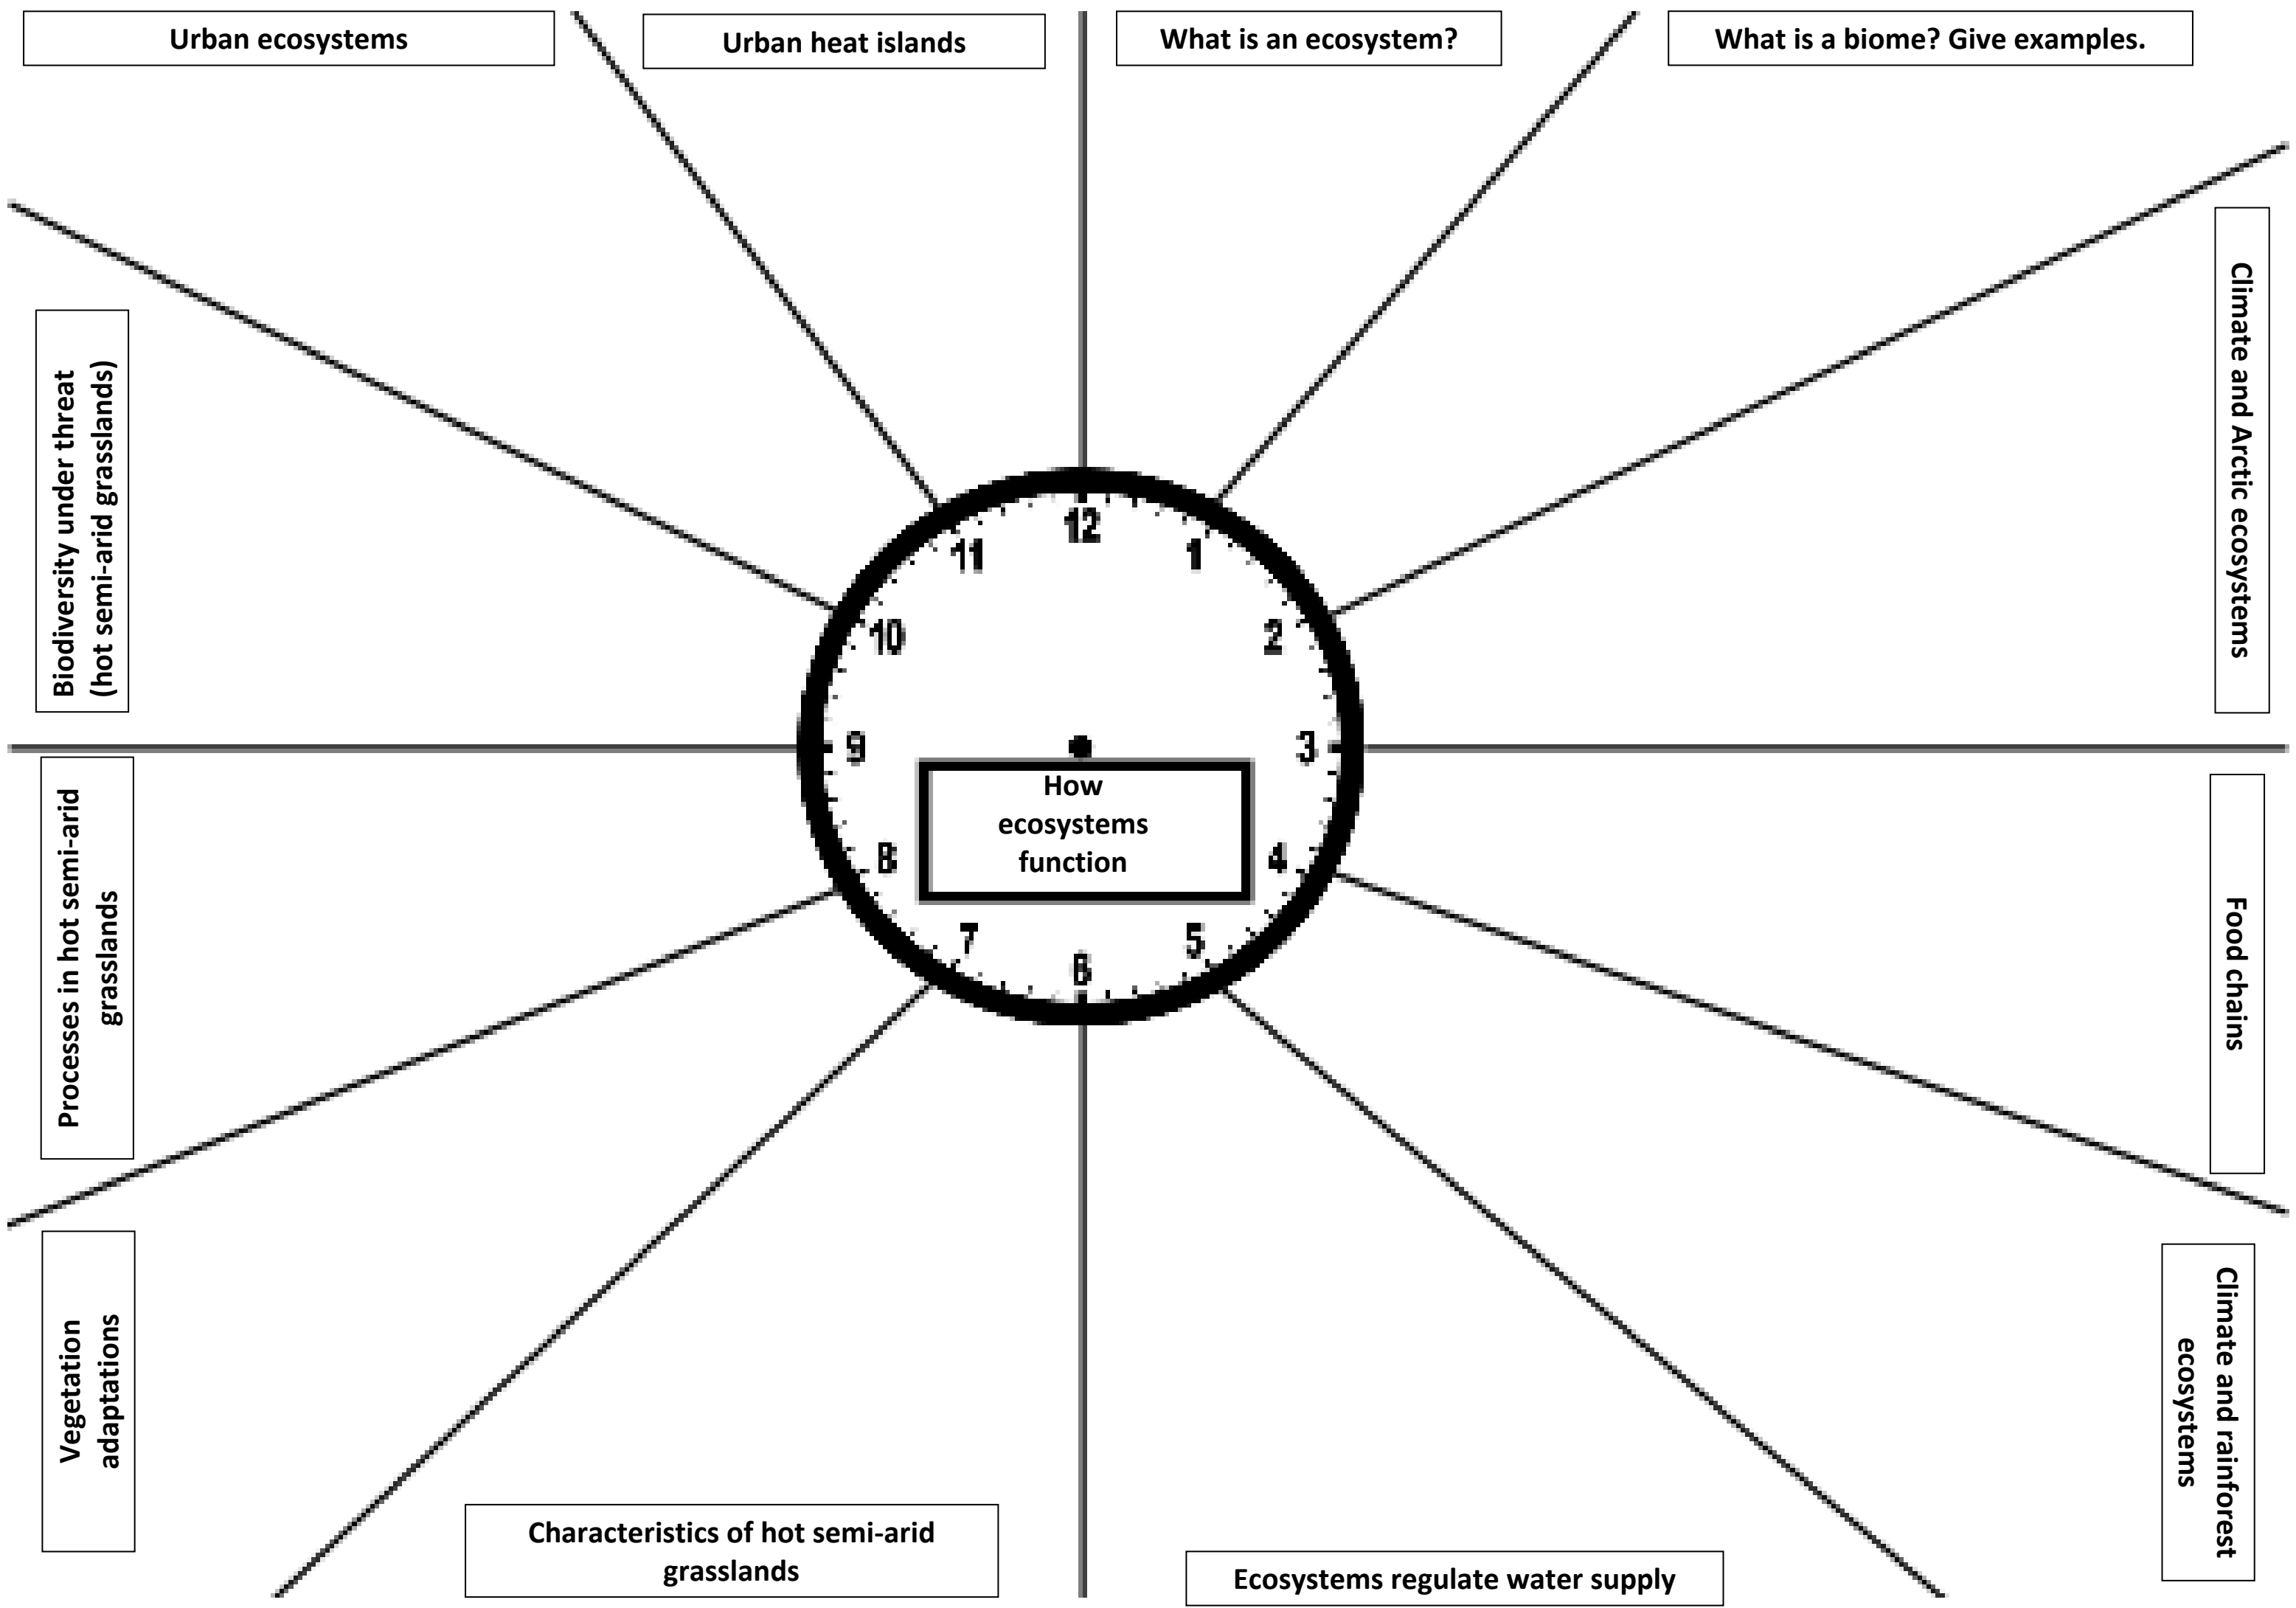 Urban ecosystems
Urban heat islands
What is an ecosystem?
What is a biome? Give examples.
Climate and Arctic ecosystems
Food chains
Climate and rainforest
ecosystems
Ecosystems regulate water supply
Characteristics of hot semi-arid
grasslands
Vegetation
adaptations
Processes in hot semi-arid
grasslands
Biodiversity under threat
(hot semi-arid grasslands)
12
1
2
3
4
5
6
7
8
9
10
11
How
ecosystems
function